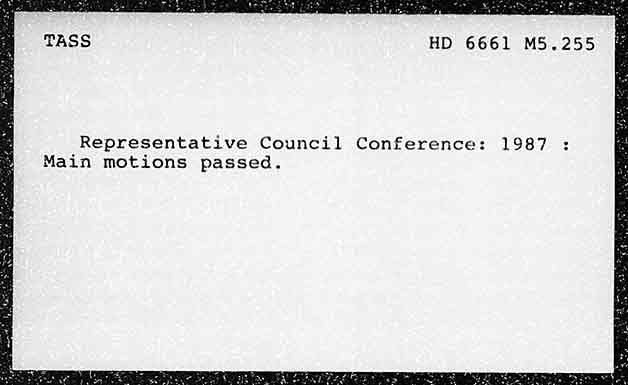 TASS HD 6661 M5.255
Representative Council Conference: 1987 :
Main motions passed.